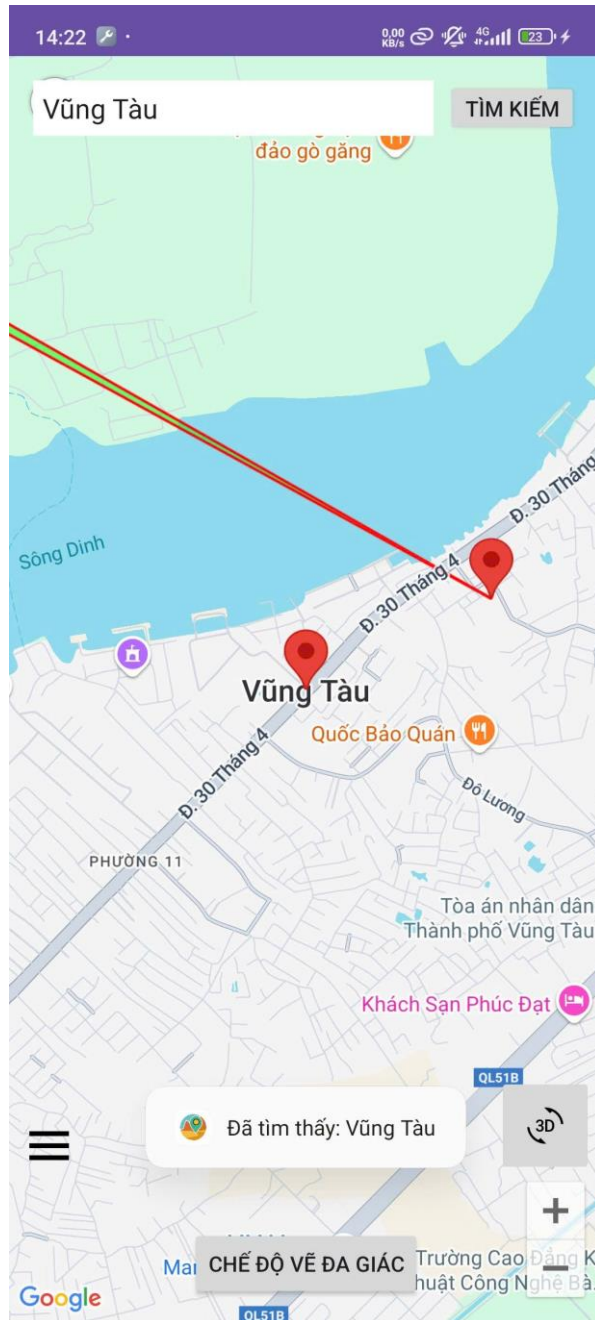 14:22
0,00
KB/s
4G
23
Vũng Tàu
TÌM KIẾM
đảo gò găng
Đ. 30 Tháng
Sông Dinh
Đ. 30 Tháng 4
Vũng Tàu
Quốc Bảo Quán
Đ. 30 Tháng 4
Đô Lương
PHƯỜNG 11
Tòa án nhân dân
Thành phố Vũng Tàu
Khách Sạn Phúc Đạt
QL51B
Đã tìm thấy: Vũng Tàu
3D
+
CHẾ ĐỘ VẼ ĐA GIÁC
Trường Cao Đẳng K
huật Công Nghệ Bà
Google
QL51B